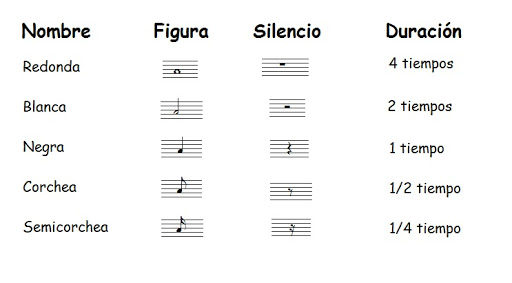 Nombre Figura Silencio Duración
Redonda 4 tiempos
Blanca 2 tiempos
Negra 1 tiempo
Corchea 1/2 tiempo
Semicorchea 1/4 tiempo